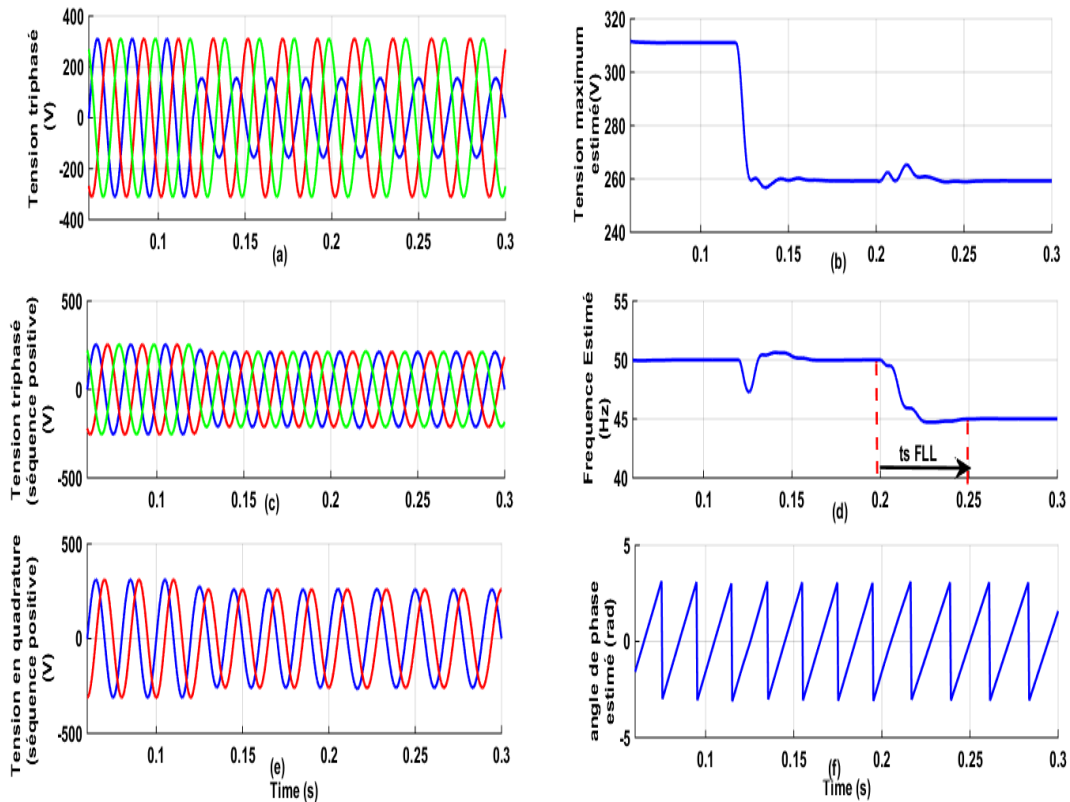 Tension triphasé
(V)
400
200
0
-200
-400
0.1
0.15
0.2
0.25
0.3
(a)
Tension maximum
estimé(V)
320
300
280
260
240
0.1
0.15
0.2
0.25
0.3
(b)
Tension triphasé
(séquence positive)
(V)
500
0
-500
0.1
0.15
0.2
0.25
0.3
(c)
Frequence Estimé
(Hz)
55
50
45
40
ts FLL
0.1
0.15
0.2
0.25
0.3
(d)
Tension en quadrature
(séquence positive)
(V)
500
0
-500
0.1
0.15
0.2
0.25
0.3
(e)
Time (s)
angle de phase
estimé (rad)
5
0
-5
0.1
0.15
0.2
0.25
0.3
(f)
Time (s)